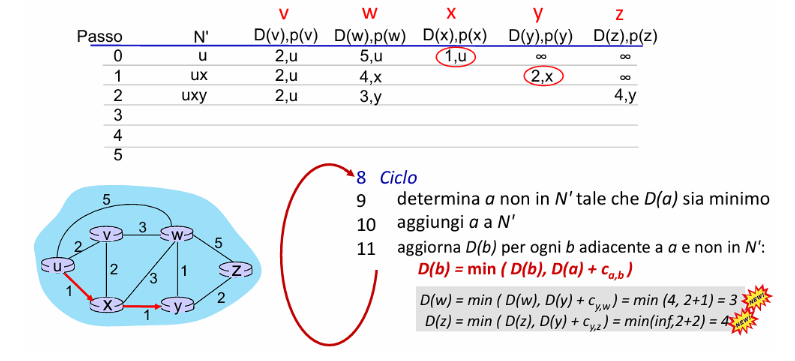 v w x y z
Passo N' D(v),p(v) D(w),p(w) D(x),p(x) D(y),p(y) D(z),p(z)
0 u 2,u 5,u 1,u ∞ ∞
1 ux 2,u 4,x 2,x ∞
2 uxy 2,u 3,y 4,y
3
4
5
8 Ciclo
9 determina a non in N' tale che D(a) sia minimo
10 aggiungi a a N'
11 aggiorna D(b) per ogni b adiacente a a e non in N':
D(b) = min ( D(b), D(a) + ca,b )
D(w) = min ( D(w), D(y) + cy,w ) = min (4, 2+1) = 3 NEW!
D(z) = min ( D(z), D(y) + cy,z ) = min(inf,2+2) = 4 NEW!
5
v 3 w 5
2
u 2 3 1 z
1 2
x 1 y